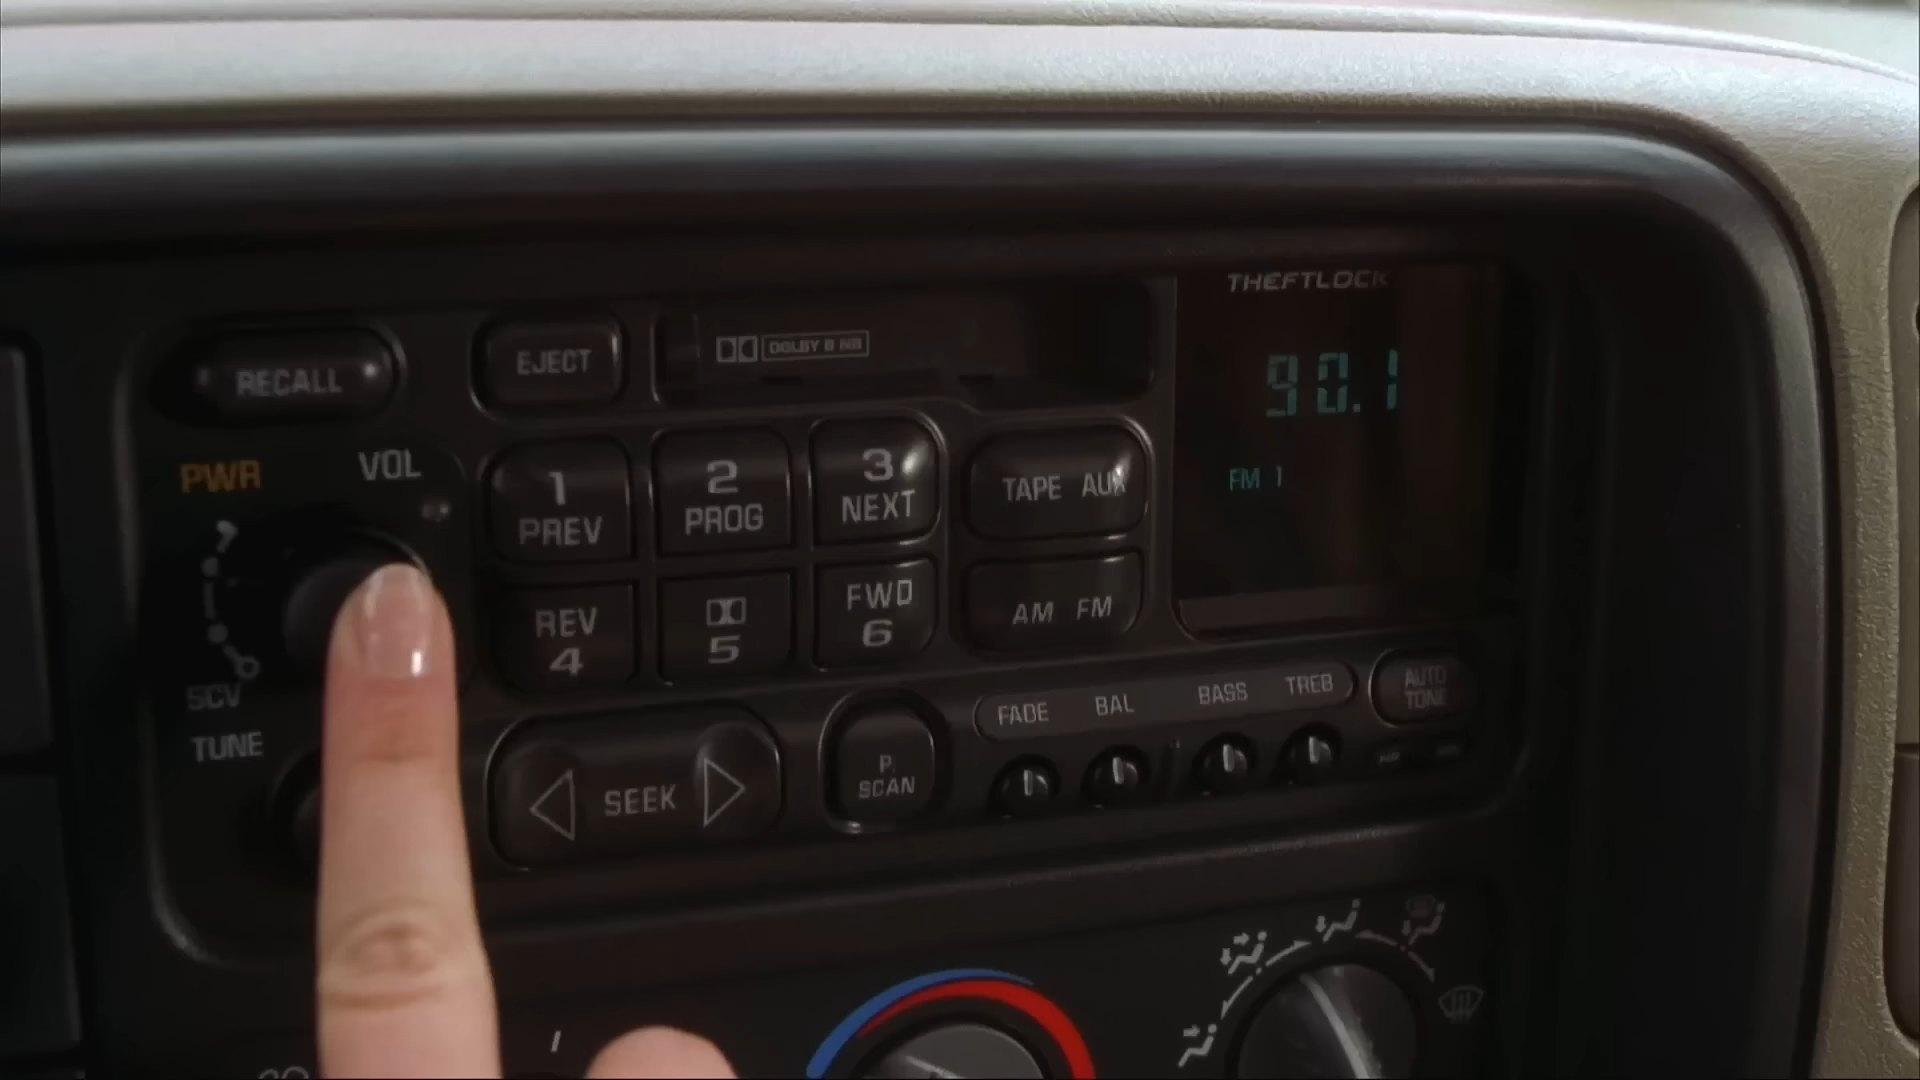 THEFTLOCK
RECALL
EJECT
DOLBY B NR
90.1
FM 1
PWR
VOL
1
PREV
2
PROG
3
NEXT
TAPE AUX
REV
4
5
FWD
6
AM FM
SCV
TUNE
SEEK
P.
SCAN
FADE
BAL
BASS
TREB
AUTO
TONE